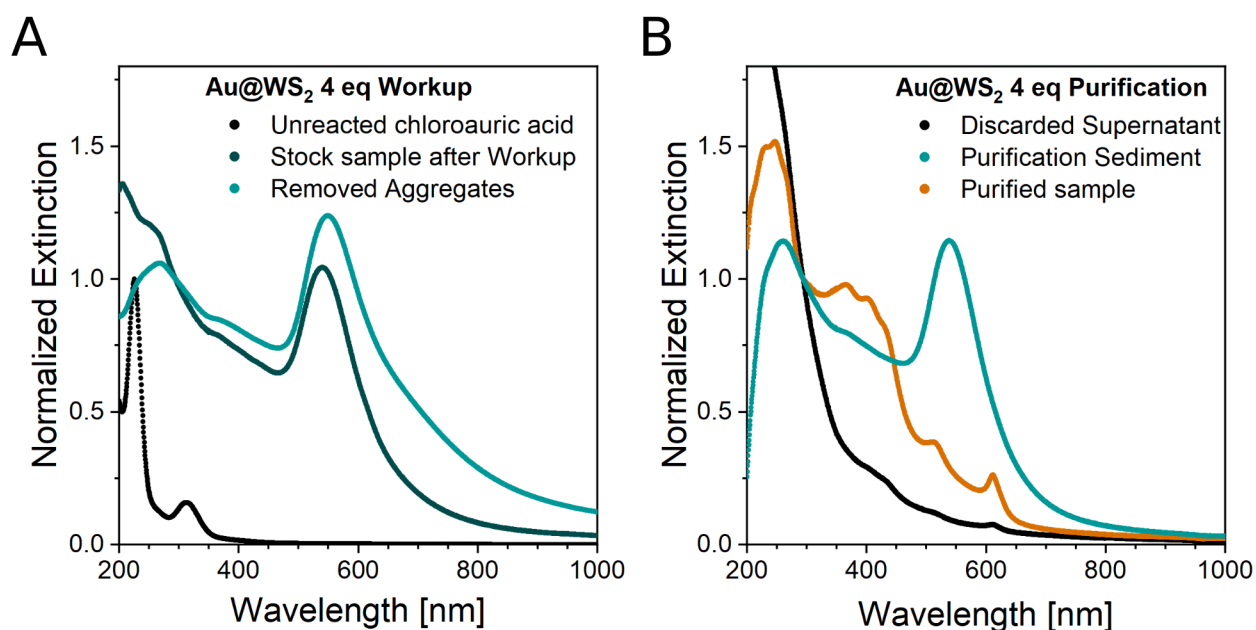 A
Au@WS₂ 4 eq Workup
Unreacted chloroauric acid
Stock sample after Workup
Removed Aggregates
Normalized Extinction
1.5
1.0
0.5
0.0
200
400
600
800
1000
Wavelength [nm]
B
Au@WS₂ 4 eq Purification
Discarded Supernatant
Purification Sediment
Purified sample
Normalized Extinction
1.5
1.0
0.5
0.0
200
400
600
800
1000
Wavelength [nm]